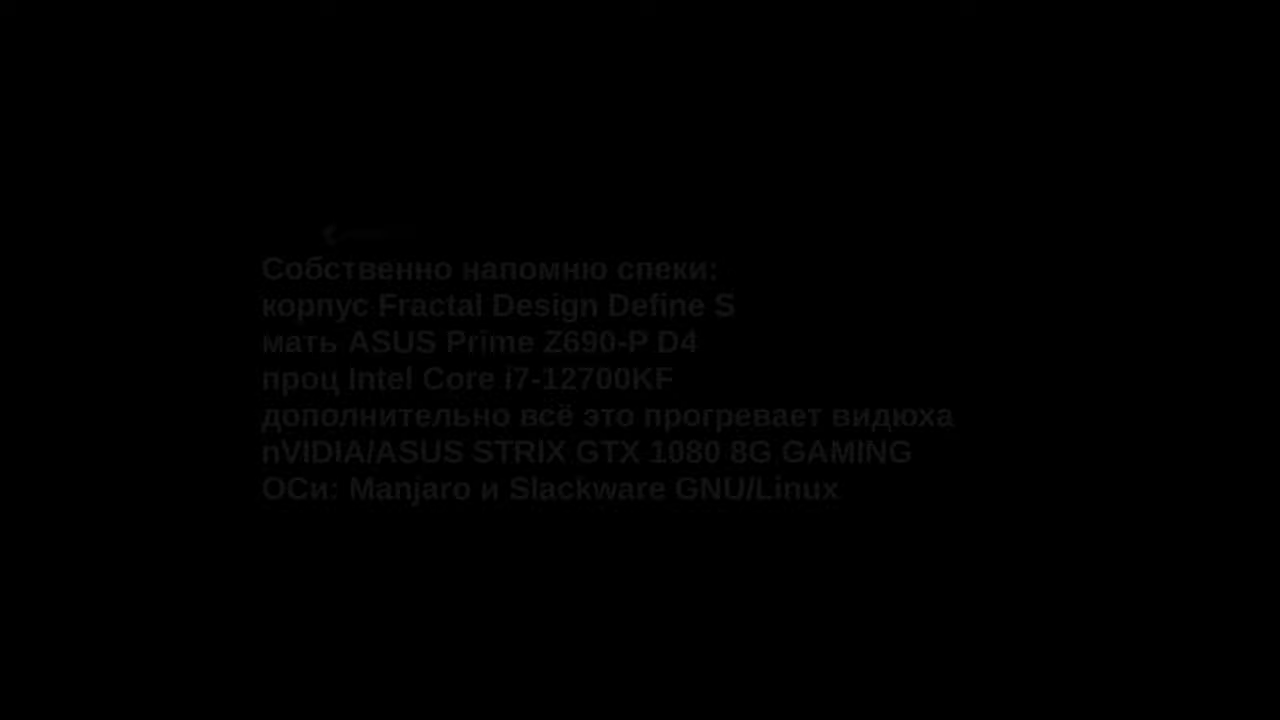 Собственно напомню спеки:
корпус Fractal Design Define S
мать ASUS Prime Z690-P D4
проц Intel Core i7-12700KF
дополнительно всё это прогревает видюха
nVIDIA/ASUS STRIX GTX 1080 8G GAMING
ОСи: Manjaro и Slackware GNU/Linux